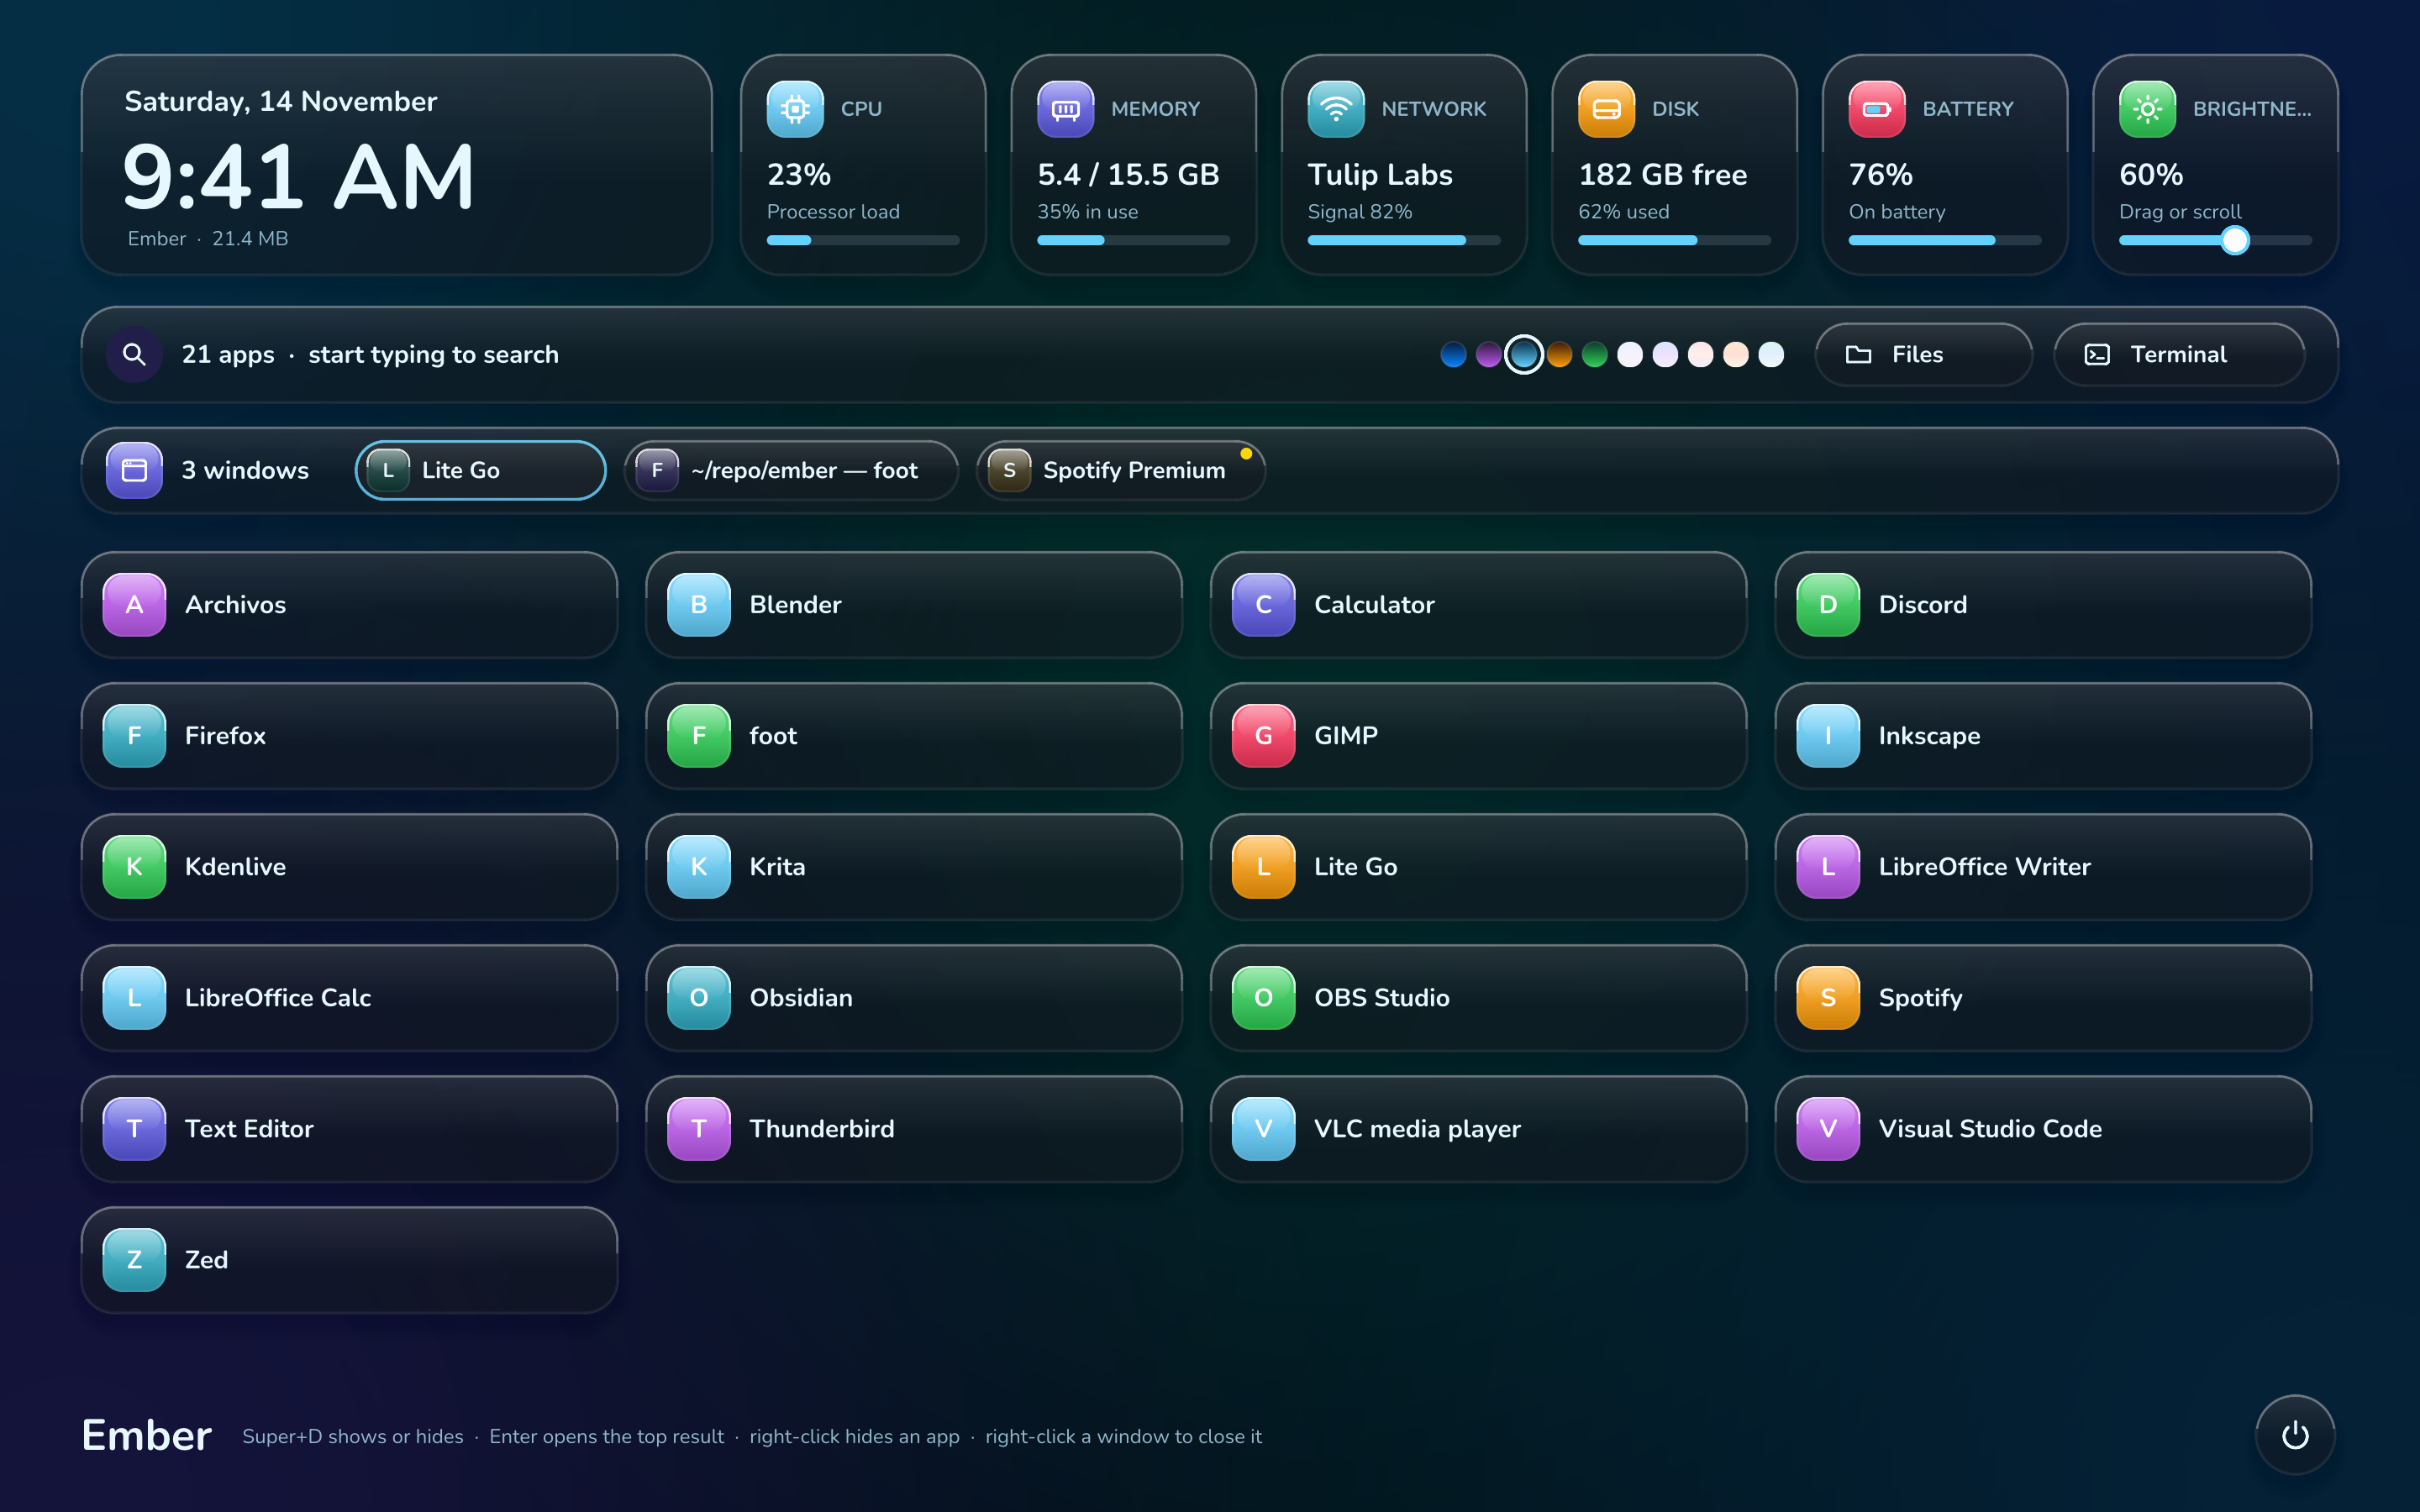 Saturday, 14 November
9:41 AM
Ember · 21.4 MB
CPU
23%
Processor load
MEMORY
5.4 / 15.5 GB
35% in use
NETWORK
Tulip Labs
Signal 82%
DISK
182 GB free
62% used
BATTERY
76%
On battery
BRIGHTNE...
60%
Drag or scroll
21 apps · start typing to search
Files
Terminal
3 windows
L Lite Go
F ~/repo/ember — foot
S Spotify Premium
A Archivos
B Blender
C Calculator
D Discord
F Firefox
F foot
G GIMP
I Inkscape
K Kdenlive
K Krita
L Lite Go
L LibreOffice Writer
L LibreOffice Calc
O Obsidian
O OBS Studio
S Spotify
T Text Editor
T Thunderbird
V VLC media player
V Visual Studio Code
Z Zed
Ember
Super+D shows or hides · Enter opens the top result · right-click hides an app · right-click a window to close it